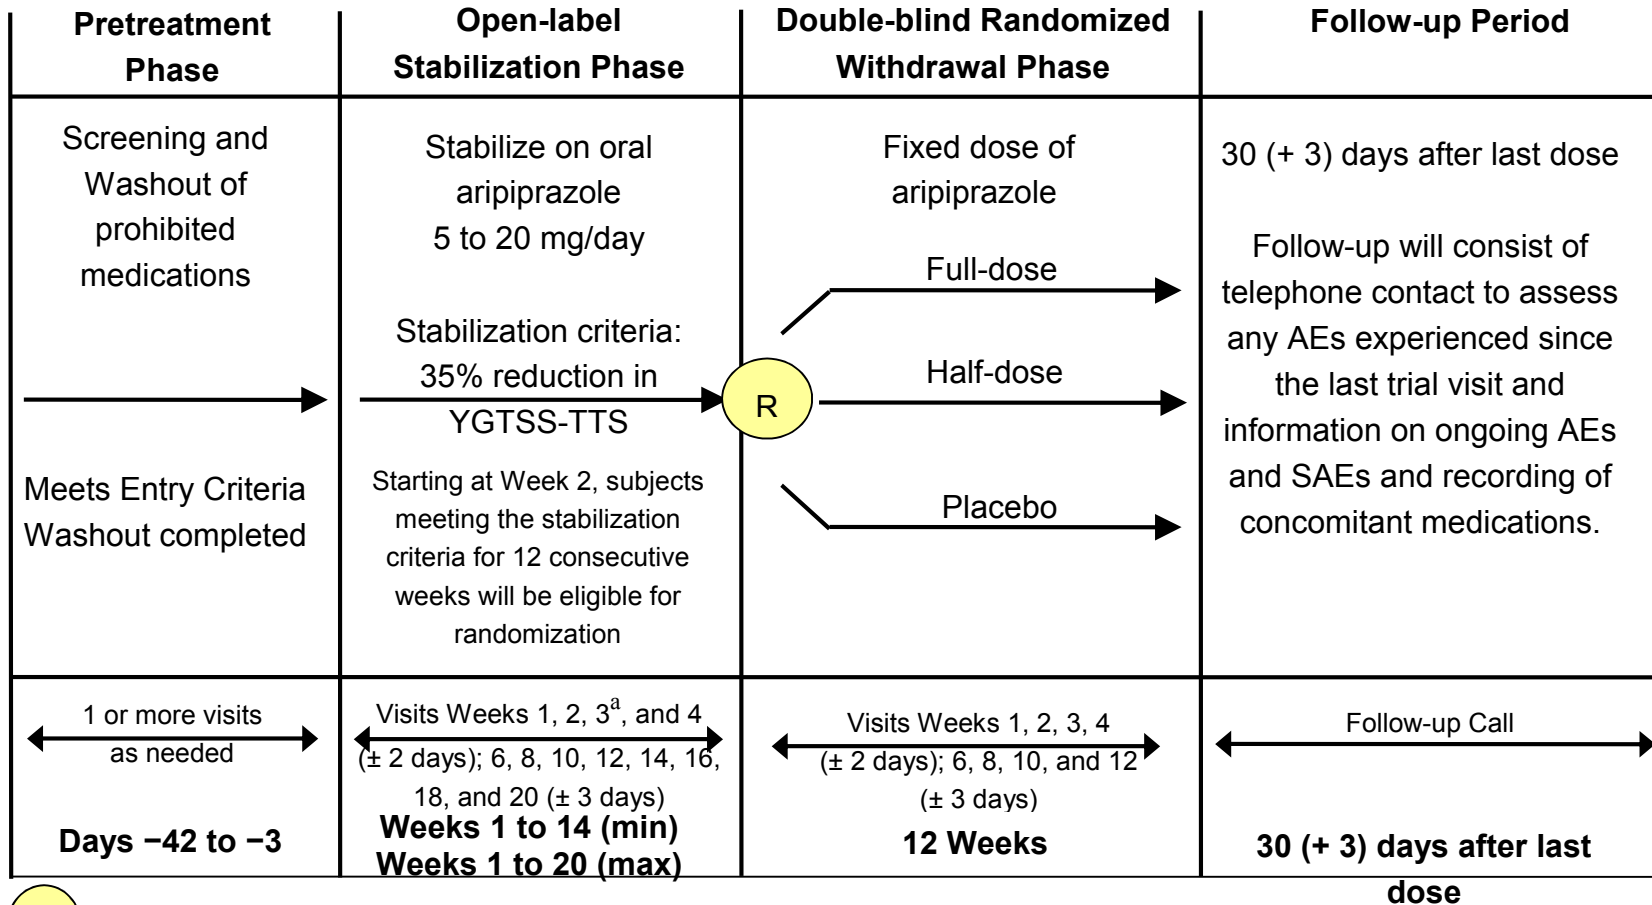 Pretreatment
Phase
Open-label
Stabilization Phase
Double-blind Randomized
Withdrawal Phase
Follow-up Period
Screening and
Washout of
prohibited
medications
Meets Entry Criteria
Washout completed
Stabilize on oral
aripiprazole
5 to 20 mg/day
Stabilization criteria:
35% reduction in
YGTSS-TTS
Starting at Week 2, subjects
meeting the stabilization
criteria for 12 consecutive
weeks will be eligible for
randomization
R
Fixed dose of
aripiprazole
Full-dose
Half-dose
Placebo
30 (+ 3) days after last dose
Follow-up will consist of
telephone contact to assess
any AEs experienced since
the last trial visit and
information on ongoing AEs
and SAEs and recording of
concomitant medications.
1 or more visits
as needed
Days −42 to −3
Visits Weeks 1, 2, 3a, and 4
(± 2 days); 6, 8, 10, 12, 14, 16,
18, and 20 (± 3 days)
Weeks 1 to 14 (min)
Weeks 1 to 20 (max)
Visits Weeks 1, 2, 3, 4
(± 2 days); 6, 8, 10, and 12
(± 3 days)
12 Weeks
Follow-up Call
30 (+ 3) days after last
dose